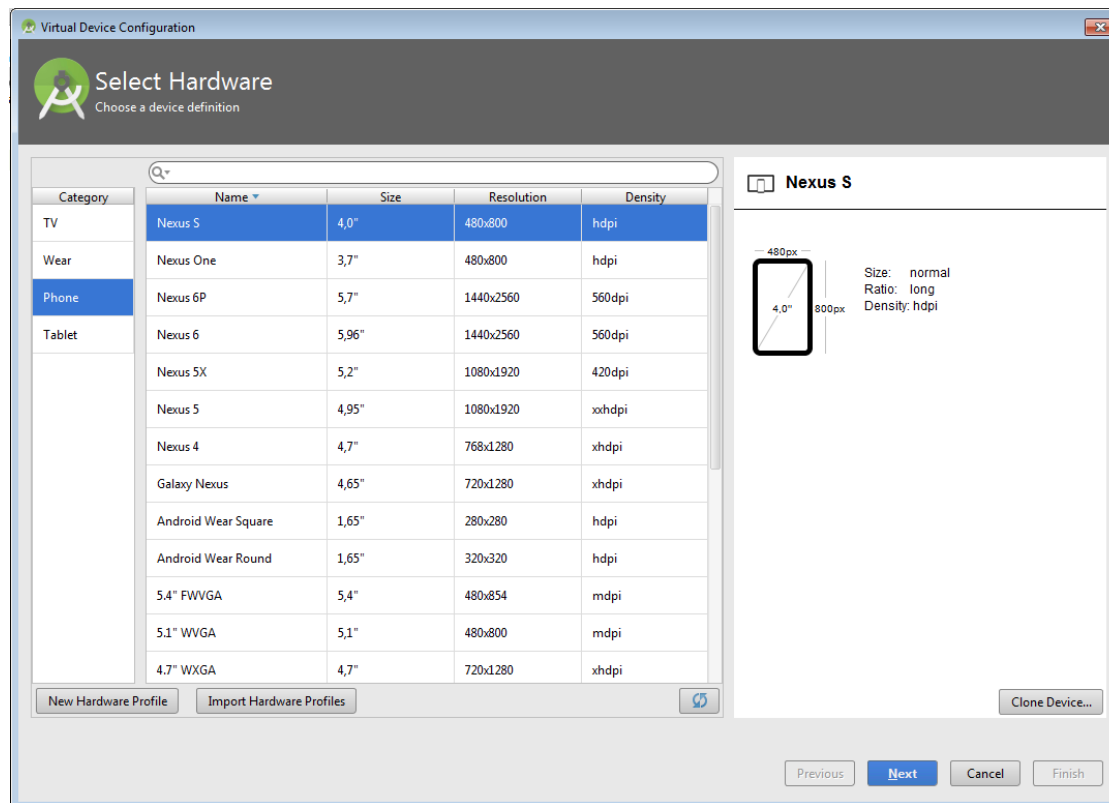 Virtual Device Configuration
Select Hardware
Choose a device definition
Category
TV
Wear
Phone
Tablet
Name Size Resolution Density
Nexus S 4,0" 480x800 hdpi
Nexus One 3,7" 480x800 hdpi
Nexus 6P 5,7" 1440x2560 560dpi
Nexus 6 5,96" 1440x2560 560dpi
Nexus 5X 5,2" 1080x1920 420dpi
Nexus 5 4,95" 1080x1920 xxhdpi
Nexus 4 4,7" 768x1280 xhdpi
Galaxy Nexus 4,65" 720x1280 xhdpi
Android Wear Square 1,65" 280x280 hdpi
Android Wear Round 1,65" 320x320 hdpi
5.4" FWVGA 5,4" 480x854 mdpi
5.1" WVGA 5,1" 480x800 mdpi
4.7" WXGA 4,7" 720x1280 xhdpi
New Hardware Profile Import Hardware Profiles
Nexus S
480px
4,0" 800px
Size: normal
Ratio: long
Density: hdpi
Clone Device...
Previous Next Cancel Finish